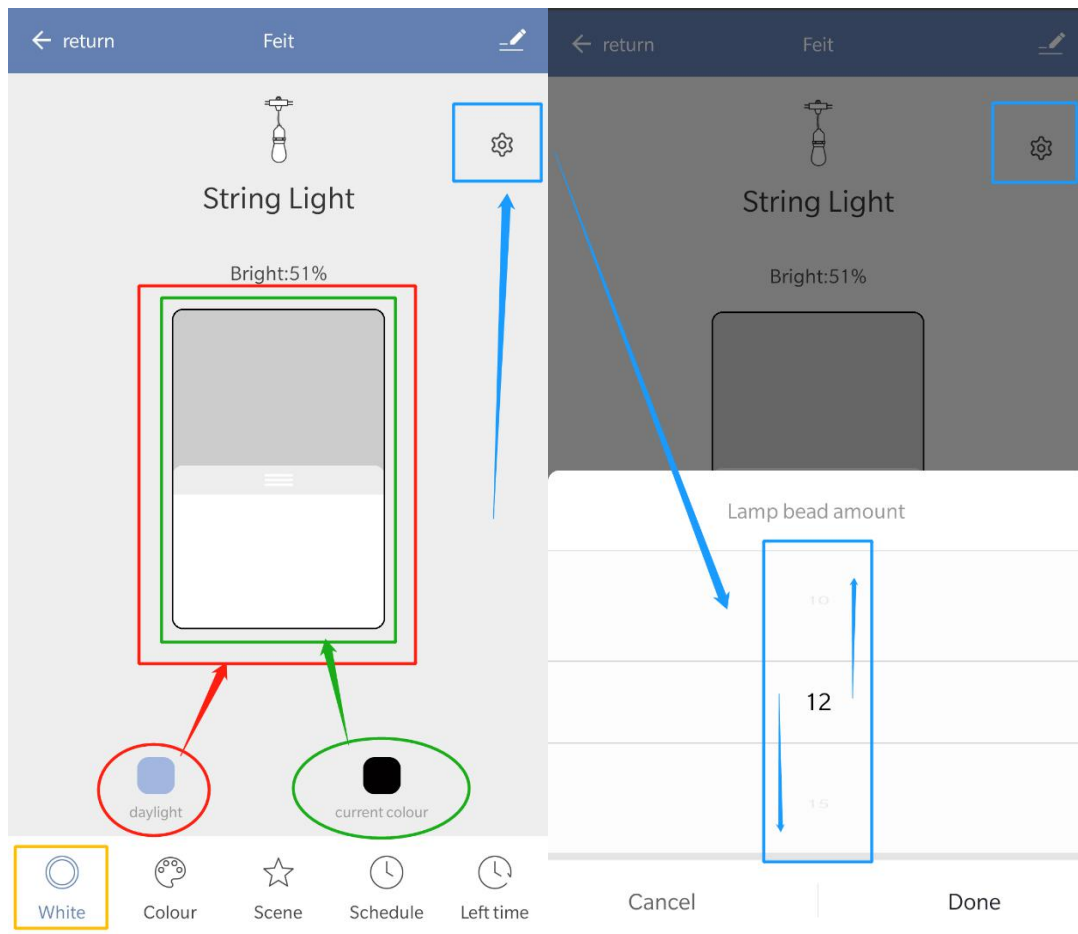 return Feit
String Light
Bright:51%
daylight current colour
White Colour Scene Schedule Left time
return Feit
String Light
Bright:51%
Lamp bead amount
10
12
15
Cancel Done